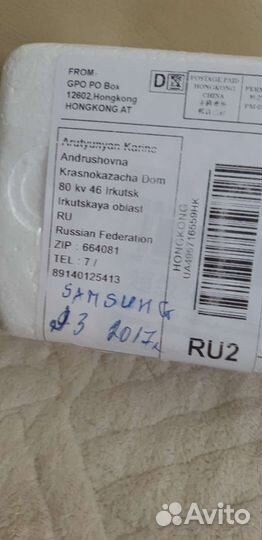 FROM:
GPO PO Box
12602,Hongkong
HONGKONG AT
D
POSTAGE PAID
HONGKONG
CHINA
PERM
Arutyunyan Karine
Andrushovna
Krasnokazacha Dom
80 kv 46 Irkutsk
Irkutskaya oblast
RU
Russian Federation
ZIP : 664081
TEL : 7 /
89140125413
HONGKONG
RU2
SAMSUNG
J3 2017г
Avito